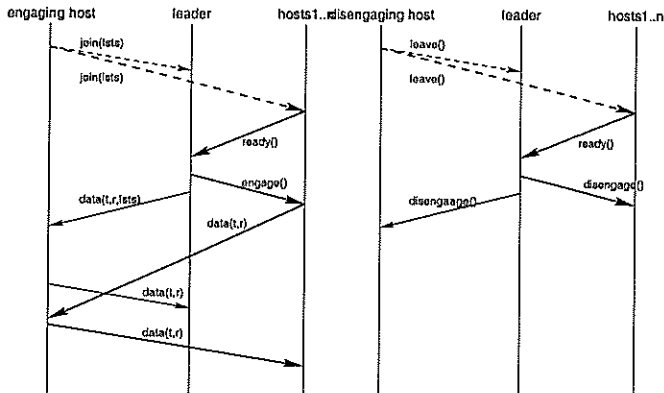 engaging host leader hosts1..n
disengaging host leader hosts1..n
join(lsts)
join(lsts)
ready()
engage()
data(t,r,lsts)
data(t,r)
data(t,r)
data(t,r)
leave()
leave()
ready()
disengage()
disengaage()